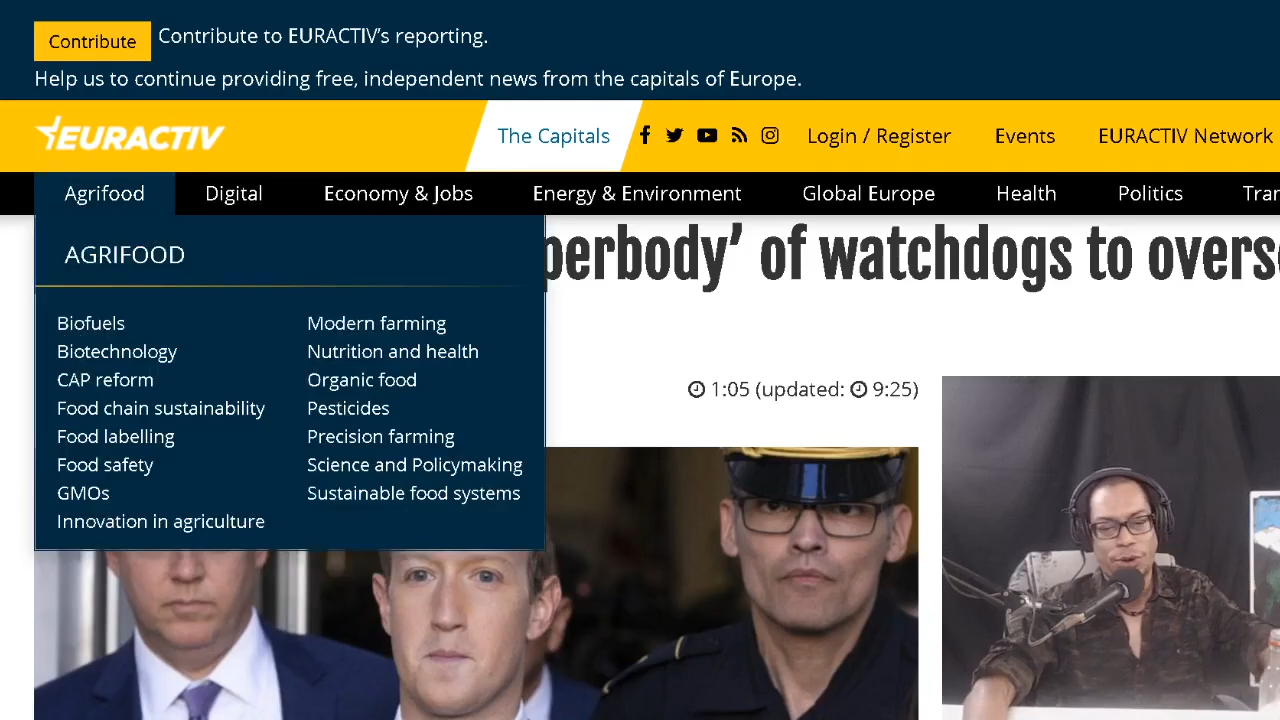 Contribute
Contribute to EURACTIV's reporting.
Help us to continue providing free, independent news from the capitals of Europe.
EURACTIV
The Capitals
Login / Register
Events
EURACTIV Network
Agrifood
Digital
Economy & Jobs
Energy & Environment
Global Europe
Health
Politics
Tran
AGRIFOOD
perbody’ of watchdogs to overs
Biofuels
Biotechnology
CAP reform
Food chain sustainability
Food labelling
Food safety
GMOs
Innovation in agriculture
Modern farming
Nutrition and health
Organic food
Pesticides
Precision farming
Science and Policymaking
Sustainable food systems
1:05 (updated: 9:25)